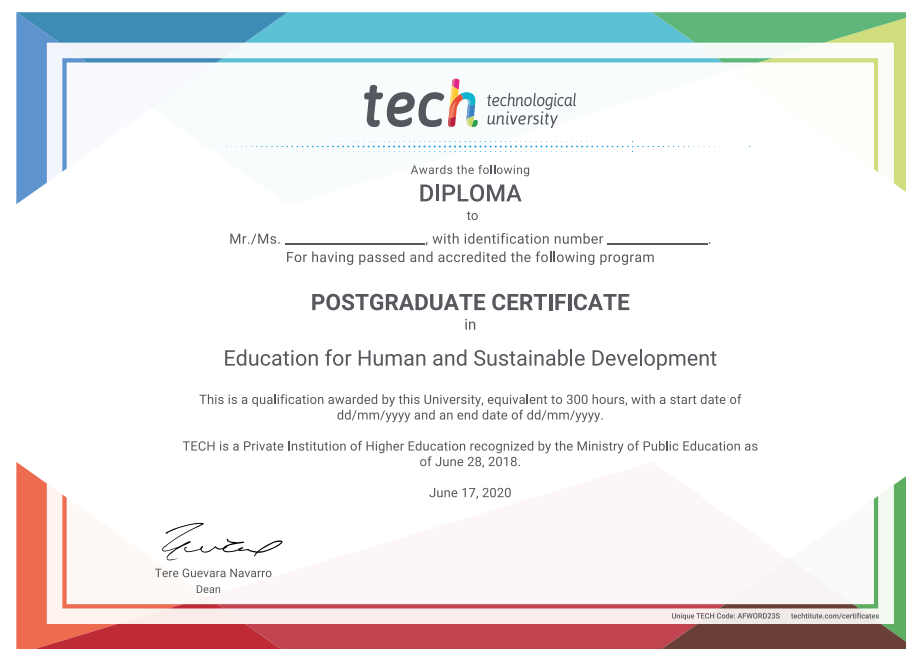 tech technological
university
Awards the following
DIPLOMA
to
Mr./Ms. ________________, with identification number ____________.
For having passed and accredited the following program
POSTGRADUATE CERTIFICATE
in
Education for Human and Sustainable Development
This is a qualification awarded by this University, equivalent to 300 hours, with a start date of
dd/mm/yyyy and an end date of dd/mm/yyyy.
TECH is a Private Institution of Higher Education recognized by the Ministry of Public Education as
of June 28, 2018.
June 17, 2020
Tere Guevara Navarro
Dean
Unique TECH Code: AFWORD23S techtitute.com/certificates